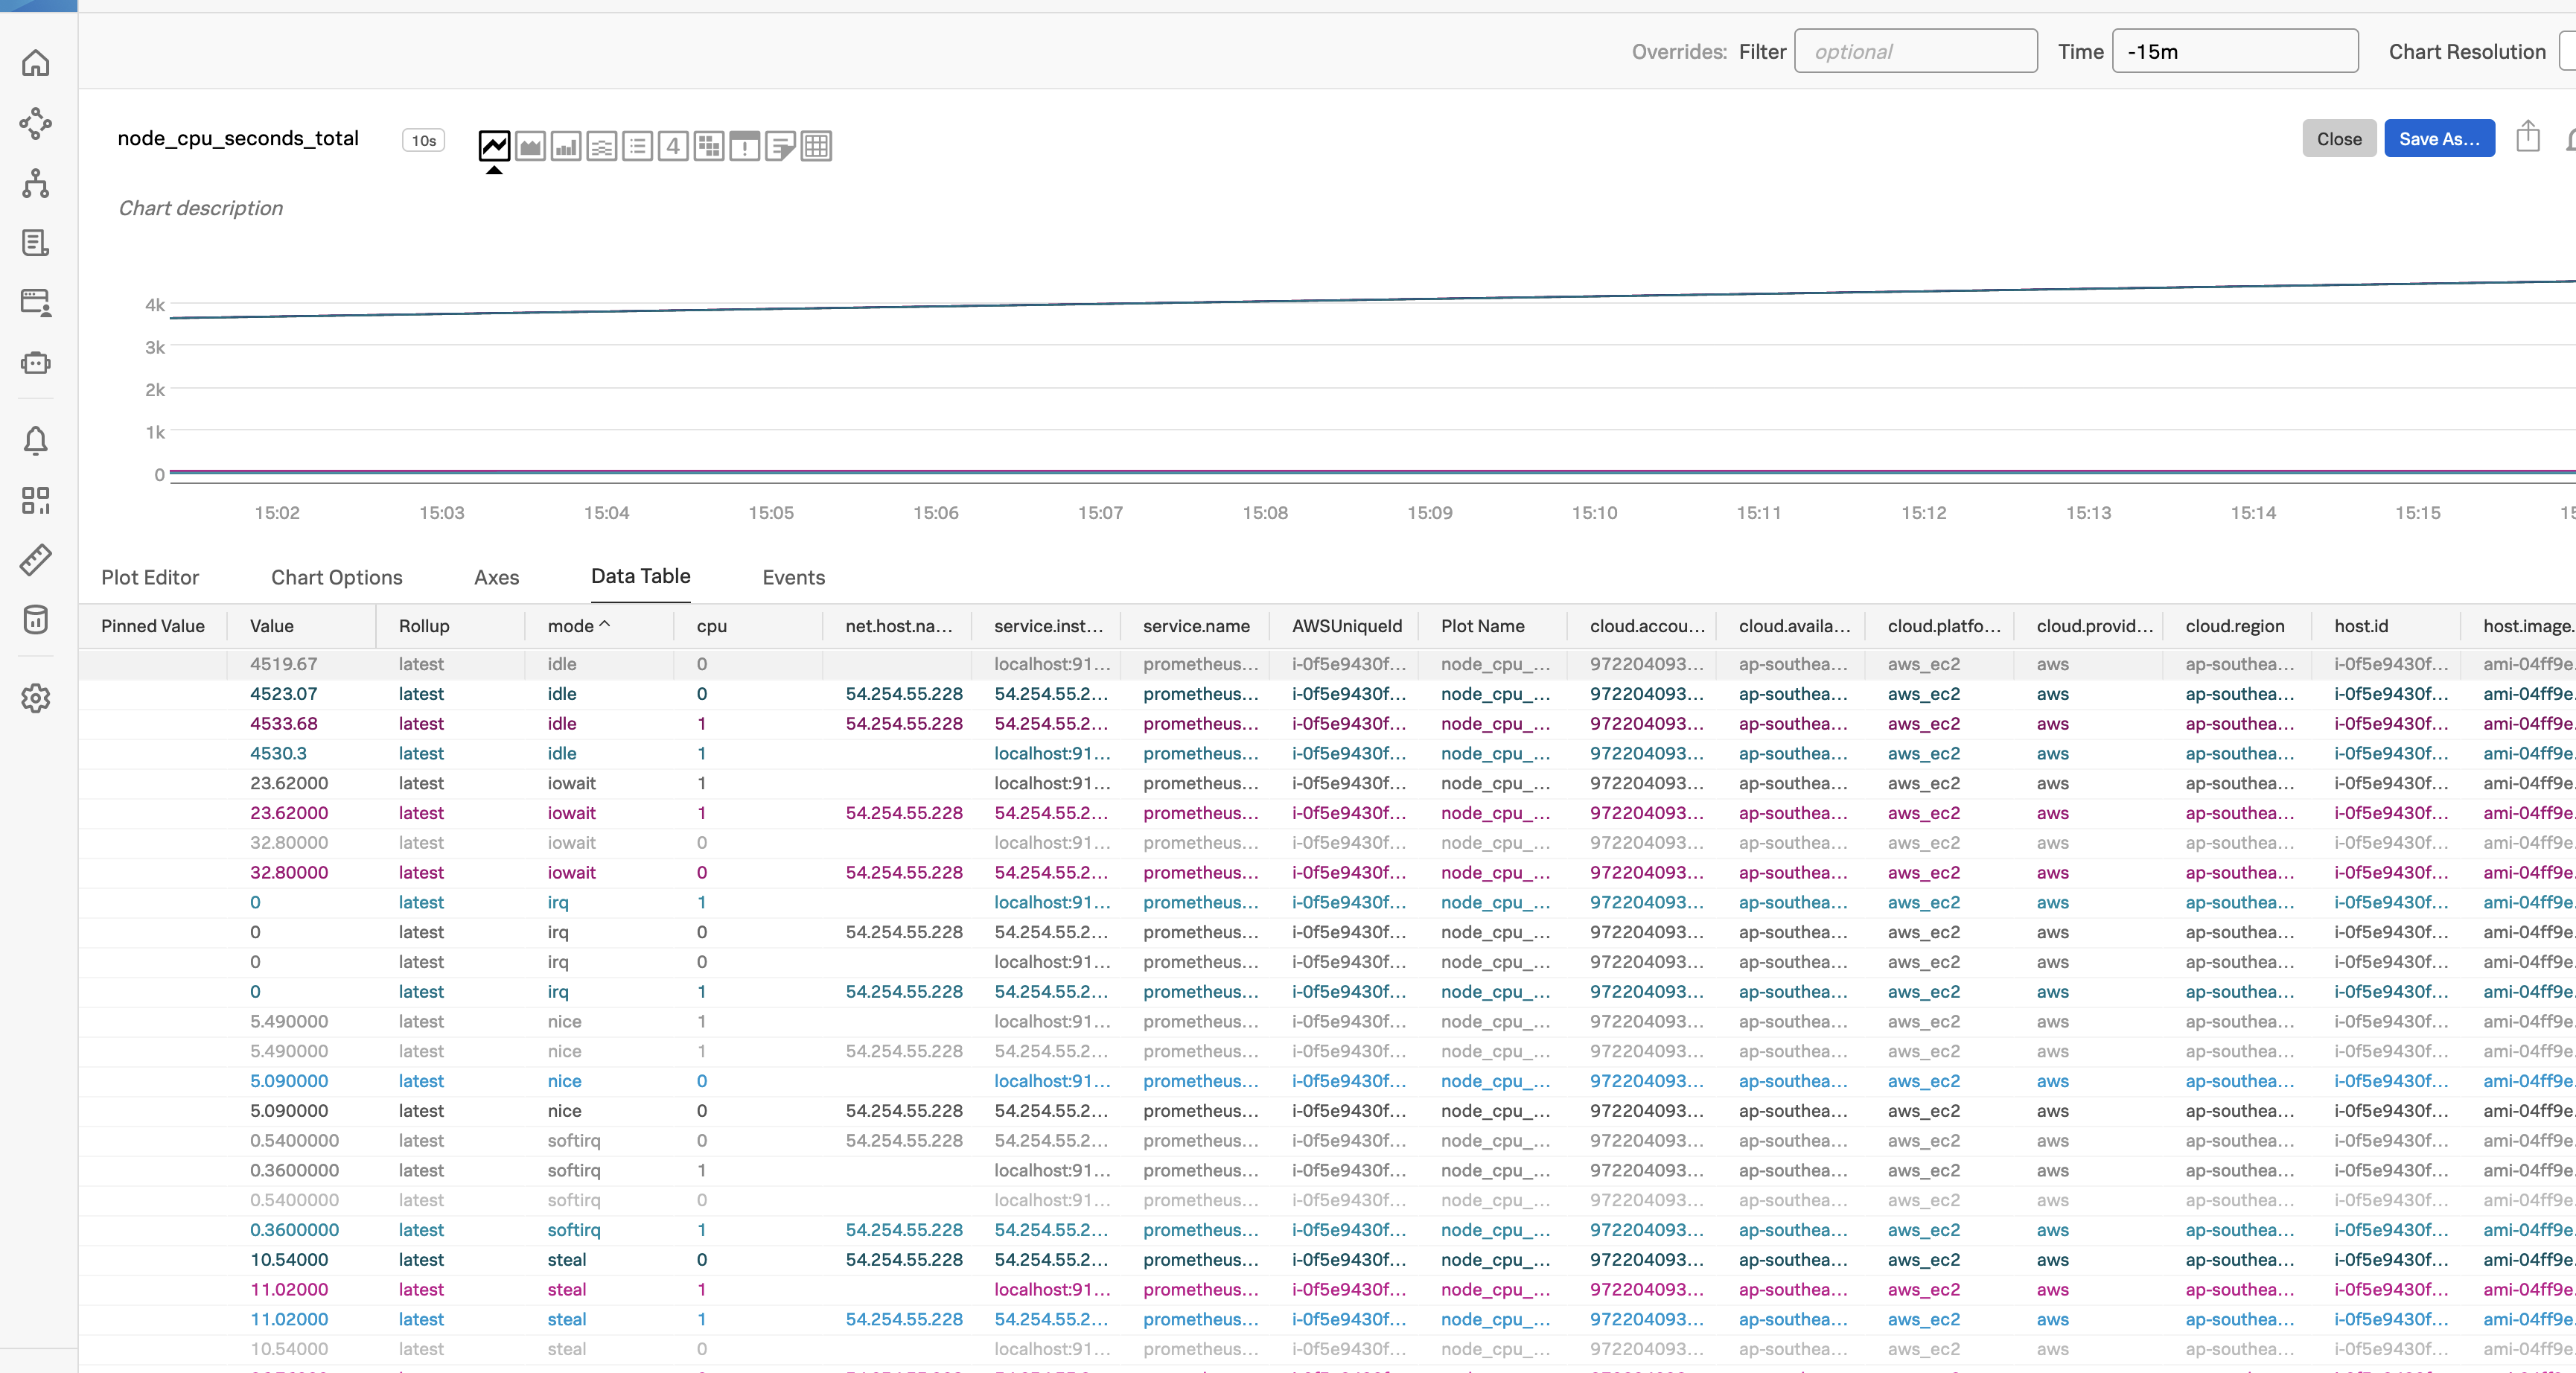 Overrides: Filter optional Time -15m Chart Resolution
node_cpu_seconds_total 10s 4 Close Save As...
Chart description
4k
3k
2k
1k
0
15:02 15:03 15:04 15:05 15:06 15:07 15:08 15:09 15:10 15:11 15:12 15:13 15:14 15:15
Plot Editor Chart Options Axes Data Table Events
Pinned Value Value Rollup mode cpu net.host.na... service.inst... service.name AWSUniqueId Plot Name cloud.accou... cloud.availa... cloud.platfo... cloud.provid... cloud.region host.id host.image.
4519.67 latest idle 0 localhost:91... prometheus... i-0f5e9430f... node_cpu_... 972204093... ap-southea... aws_ec2 aws ap-southea... i-0f5e9430f... ami-04ff9e.
4523.07 latest idle 0 54.254.55.228 54.254.55.2... prometheus... i-0f5e9430f... node_cpu_... 972204093... ap-southea... aws_ec2 aws ap-southea... i-0f5e9430f... ami-04ff9e.
4533.68 latest idle 1 54.254.55.228 54.254.55.2... prometheus... i-0f5e9430f... node_cpu_... 972204093... ap-southea... aws_ec2 aws ap-southea... i-0f5e9430f... ami-04ff9e.
4530.3 latest idle 1 localhost:91... prometheus... i-0f5e9430f... node_cpu_... 972204093... ap-southea... aws_ec2 aws ap-southea... i-0f5e9430f... ami-04ff9e.
23.62000 latest iowait 1 localhost:91... prometheus... i-0f5e9430f... node_cpu_... 972204093... ap-southea... aws_ec2 aws ap-southea... i-0f5e9430f... ami-04ff9e.
23.62000 latest iowait 1 54.254.55.228 54.254.55.2... prometheus... i-0f5e9430f... node_cpu_... 972204093... ap-southea... aws_ec2 aws ap-southea... i-0f5e9430f... ami-04ff9e.
32.80000 latest iowait 0 localhost:91... prometheus... i-0f5e9430f... node_cpu_... 972204093... ap-southea... aws_ec2 aws ap-southea... i-0f5e9430f... ami-04ff9e.
32.80000 latest iowait 0 54.254.55.228 54.254.55.2... prometheus... i-0f5e9430f... node_cpu_... 972204093... ap-southea... aws_ec2 aws ap-southea... i-0f5e9430f... ami-04ff9e.
0 latest irq 1 localhost:91... prometheus... i-0f5e9430f... node_cpu_... 972204093... ap-southea... aws_ec2 aws ap-southea... i-0f5e9430f... ami-04ff9e.
0 latest irq 0 54.254.55.228 54.254.55.2... prometheus... i-0f5e9430f... node_cpu_... 972204093... ap-southea... aws_ec2 aws ap-southea... i-0f5e9430f... ami-04ff9e.
0 latest irq 0 localhost:91... prometheus... i-0f5e9430f... node_cpu_... 972204093... ap-southea... aws_ec2 aws ap-southea... i-0f5e9430f... ami-04ff9e.
0 latest irq 1 54.254.55.228 54.254.55.2... prometheus... i-0f5e9430f... node_cpu_... 972204093... ap-southea... aws_ec2 aws ap-southea... i-0f5e9430f... ami-04ff9e.
5.490000 latest nice 1 localhost:91... prometheus... i-0f5e9430f... node_cpu_... 972204093... ap-southea... aws_ec2 aws ap-southea... i-0f5e9430f... ami-04ff9e.
5.490000 latest nice 1 54.254.55.228 54.254.55.2... prometheus... i-0f5e9430f... node_cpu_... 972204093... ap-southea... aws_ec2 aws ap-southea... i-0f5e9430f... ami-04ff9e.
5.090000 latest nice 0 localhost:91... prometheus... i-0f5e9430f... node_cpu_... 972204093... ap-southea... aws_ec2 aws ap-southea... i-0f5e9430f... ami-04ff9e.
5.090000 latest nice 0 54.254.55.228 54.254.55.2... prometheus... i-0f5e9430f... node_cpu_... 972204093... ap-southea... aws_ec2 aws ap-southea... i-0f5e9430f... ami-04ff9e.
0.5400000 latest softirq 0 54.254.55.228 54.254.55.2... prometheus... i-0f5e9430f... node_cpu_... 972204093... ap-southea... aws_ec2 aws ap-southea... i-0f5e9430f... ami-04ff9e.
0.3600000 latest softirq 1 localhost:91... prometheus... i-0f5e9430f... node_cpu_... 972204093... ap-southea... aws_ec2 aws ap-southea... i-0f5e9430f... ami-04ff9e.
0.5400000 latest softirq 0 localhost:91... prometheus... i-0f5e9430f... node_cpu_... 972204093... ap-southea... aws_ec2 aws ap-southea... i-0f5e9430f... ami-04ff9e.
0.3600000 latest softirq 1 54.254.55.228 54.254.55.2... prometheus... i-0f5e9430f... node_cpu_... 972204093... ap-southea... aws_ec2 aws ap-southea... i-0f5e9430f... ami-04ff9e.
10.54000 latest steal 0 54.254.55.228 54.254.55.2... prometheus... i-0f5e9430f... node_cpu_... 972204093... ap-southea... aws_ec2 aws ap-southea... i-0f5e9430f... ami-04ff9e.
11.02000 latest steal 1 localhost:91... prometheus... i-0f5e9430f... node_cpu_... 972204093... ap-southea... aws_ec2 aws ap-southea... i-0f5e9430f... ami-04ff9e.
11.02000 latest steal 1 54.254.55.228 54.254.55.2... prometheus... i-0f5e9430f... node_cpu_... 972204093... ap-southea... aws_ec2 aws ap-southea... i-0f5e9430f... ami-04ff9e.
10.54000 latest steal 0 localhost:91... prometheus... i-0f5e9430f... node_cpu_... 972204093... ap-southea... aws_ec2 aws ap-southea... i-0f5e9430f... ami-04ff9e.